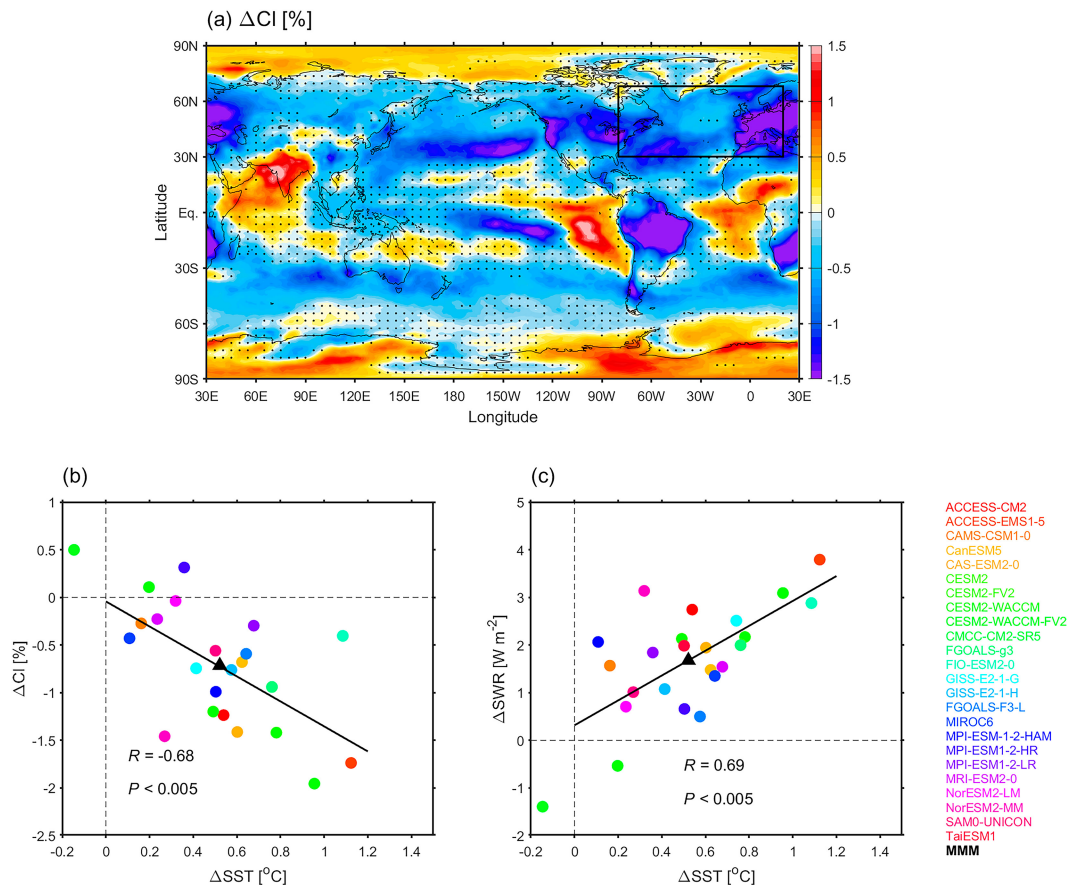 (a) ΔCl [%]
90N
60N
30N
Eq.
30S
60S
90S
Latitude
30E 60E 90E 120E 150E 180 150W 120W 90W 60W 30W 0 30E
Longitude
1.5
1
0.5
0
-0.5
-1
-1.5
(b)
1
0.5
0
-0.5
-1
-1.5
-2
-2.5
ΔCl [%]
R = -0.68
P < 0.005
-0.2 0 0.2 0.4 0.6 0.8 1 1.2 1.4
ΔSST [°C]
(c)
5
4
3
2
1
0
-1
-2
ΔSWR [W m-2]
R = 0.69
P < 0.005
-0.2 0 0.2 0.4 0.6 0.8 1 1.2 1.4
ΔSST [°C]
ACCESS-CM2
ACCESS-EMS1-5
CAMS-CSM1-0
CanESM5
CAS-ESM2-0
CESM2
CESM2-FV2
CESM2-WACCM
CESM2-WACCM-FV2
CMCC-CM2-SR5
FGOALS-g3
FIO-ESM2-0
GISS-E2-1-G
GISS-E2-1-H
FGOALS-F3-L
MIROC6
MPI-ESM-1-2-HAM
MPI-ESM1-2-HR
MPI-ESM1-2-LR
MRI-ESM2-0
NorESM2-LM
NorESM2-MM
SAM0-UNICON
TaiESM1
MMM